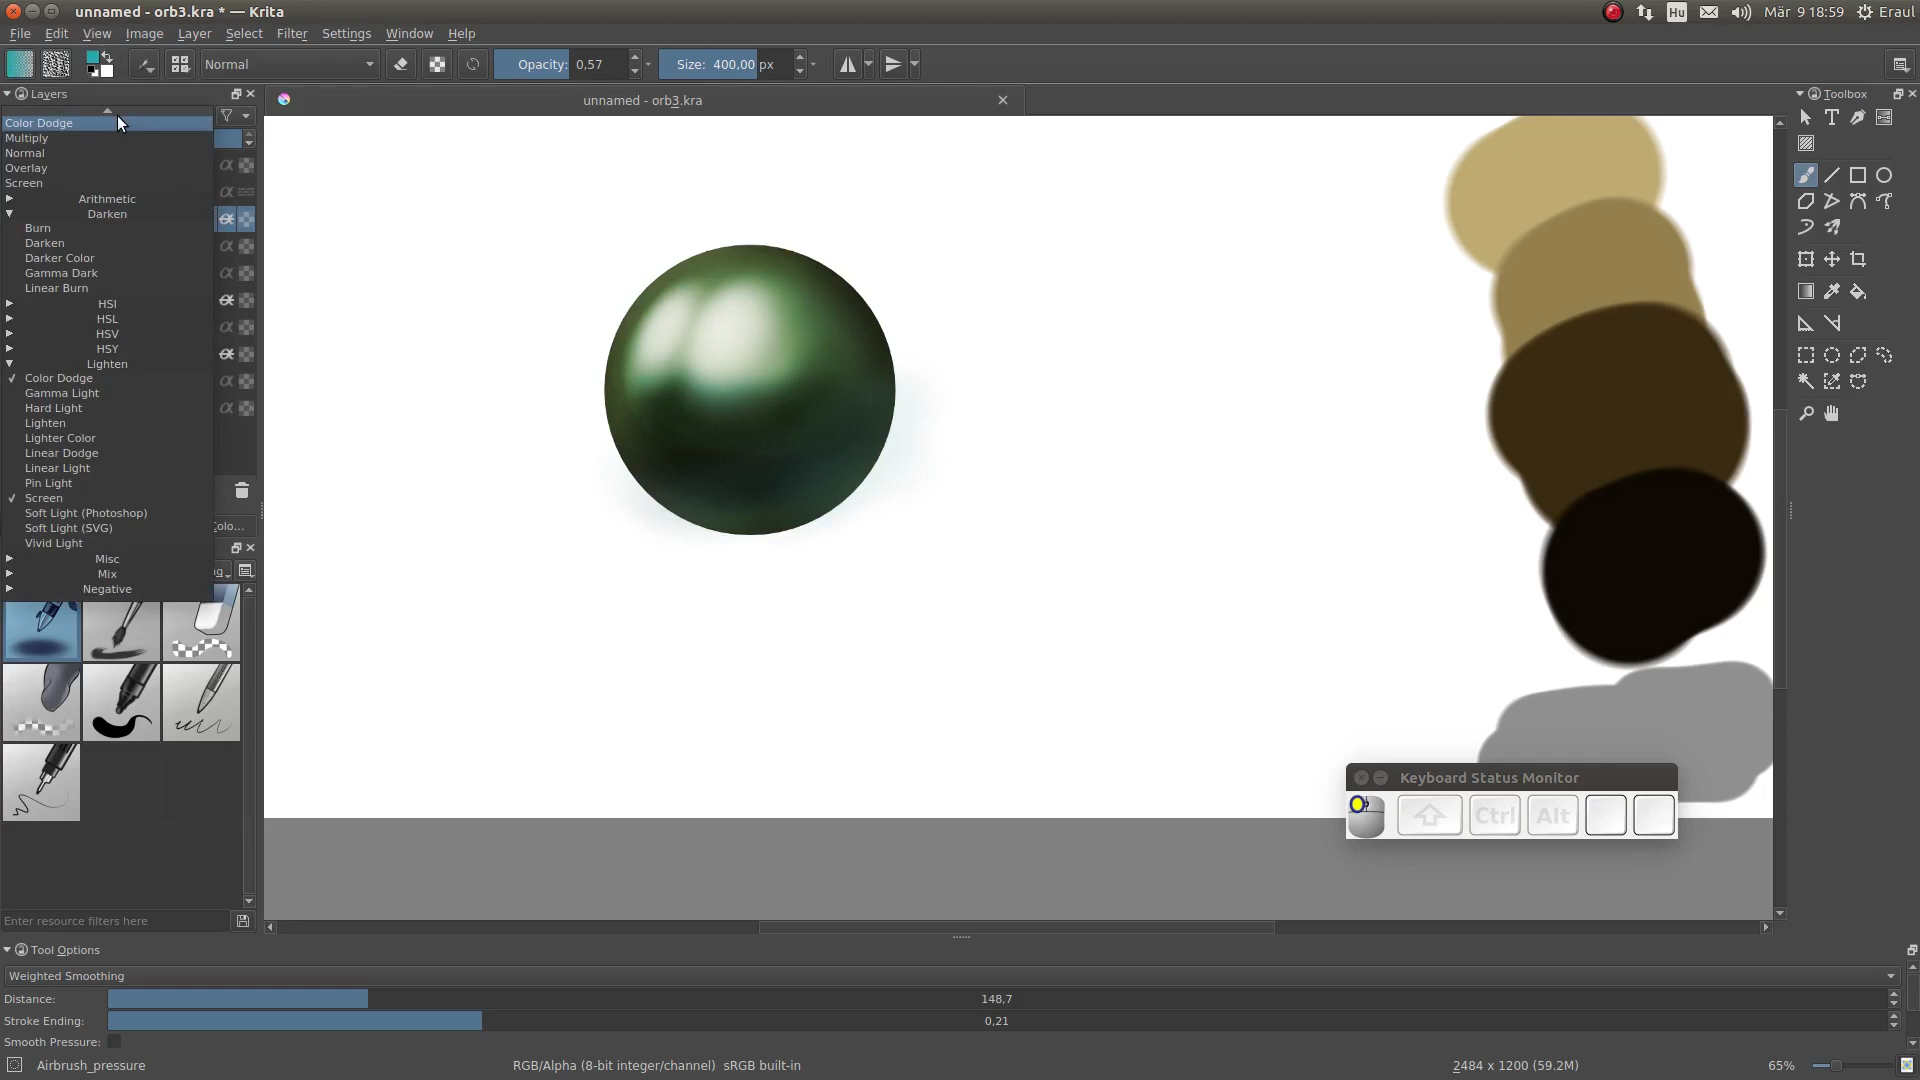 unnamed - orb3.kra * — Krita
Hu
Mär 9 18:59
Eraul
File Edit View Image Layer Select Filter Settings Window Help
Normal
Opacity: 0,57
Size: 400,00 px
Layers
unnamed - orb3.kra
Toolbox
Color Dodge
Multiply
Normal
Overlay
Screen
Arithmetic
Darken
Burn
Darken
Darker Color
Gamma Dark
Linear Burn
HSI
HSL
HSV
HSY
Lighten
Color Dodge
Gamma Light
Hard Light
Lighten
Lighter Color
Linear Dodge
Linear Light
Pin Light
Screen
Soft Light (Photoshop)
Soft Light (SVG)
Vivid Light
Misc
Mix
Negative
Colo...
Keyboard Status Monitor
Ctrl Alt
Enter resource filters here
Tool Options
Weighted Smoothing
Distance: 148,7
Stroke Ending: 0,21
Smooth Pressure:
Airbrush_pressure
RGB/Alpha (8-bit integer/channel) sRGB built-in
2484 x 1200 (59.2M)
65%